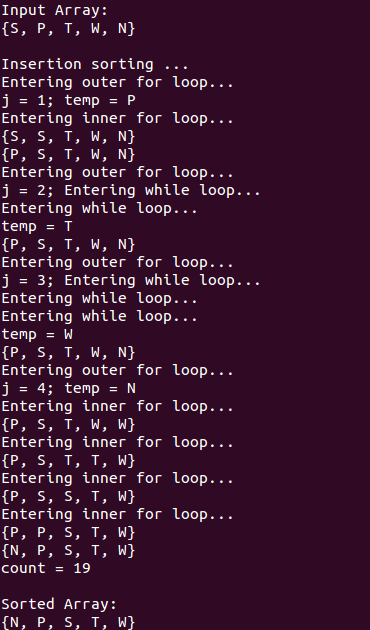 Input Array:
{S, P, T, W, N}
Insertion sorting ...
Entering outer for loop...
j = 1; temp = P
Entering inner for loop...
{S, S, T, W, N}
{P, S, T, W, N}
Entering outer for loop...
j = 2; Entering while loop...
Entering while loop...
temp = T
{P, S, T, W, N}
Entering outer for loop...
j = 3; Entering while loop...
Entering while loop...
Entering while loop...
temp = W
{P, S, T, W, N}
Entering outer for loop...
j = 4; temp = N
Entering inner for loop...
{P, S, T, W, W}
Entering inner for loop...
{P, S, T, T, W}
Entering inner for loop...
{P, S, S, T, W}
Entering inner for loop...
{P, P, S, T, W}
{N, P, S, T, W}
count = 19
Sorted Array:
{N, P, S, T, W}